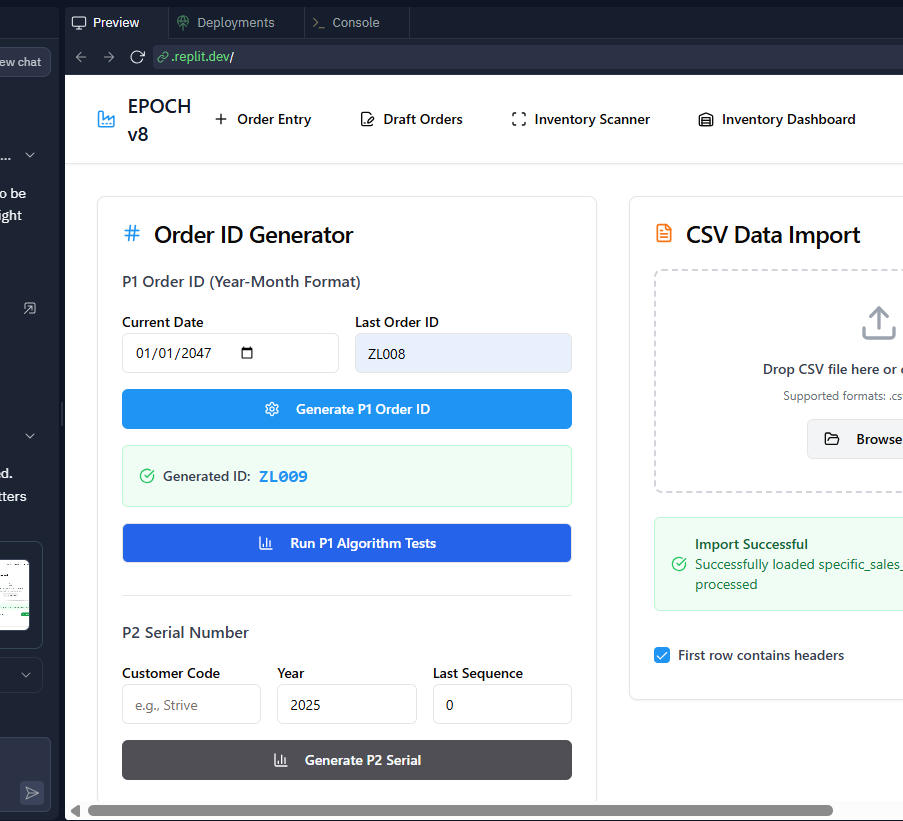 Preview
Deployments
Console
ew chat
.replit.dev/
EPOCH
v8
Order Entry
Draft Orders
Inventory Scanner
Inventory Dashboard
...
o be
ight
d.
tters
# Order ID Generator
P1 Order ID (Year-Month Format)
Current Date
Last Order ID
01/01/2047
ZL008
Generate P1 Order ID
Generated ID: ZL009
Run P1 Algorithm Tests
P2 Serial Number
Customer Code
Year
Last Sequence
e.g., Strive
2025
0
Generate P2 Serial
CSV Data Import
Drop CSV file here or
Supported formats: .cs
Browse
Import Successful
Successfully loaded specific_sales_
processed
First row contains headers